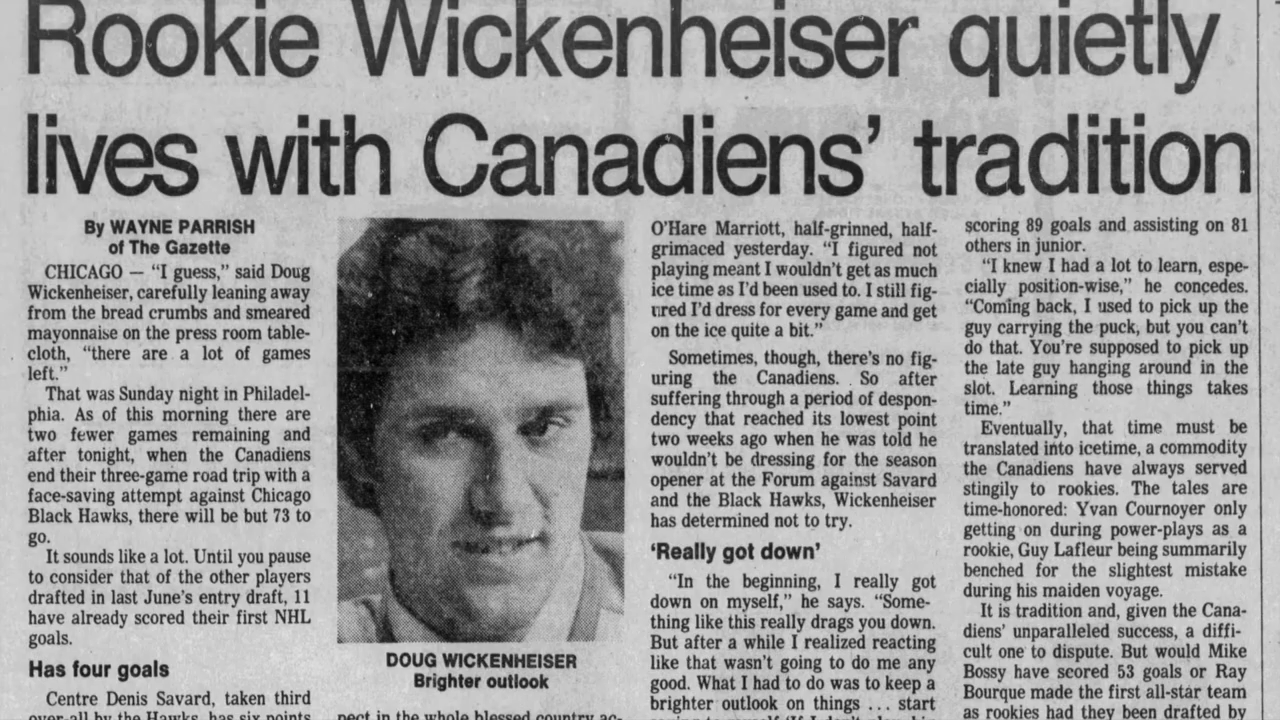 Rookie Wickenheiser quietly
lives with Canadiens' tradition
By WAYNE PARRISH
of The Gazette
CHICAGO — "I guess," said Doug
Wickenheiser, carefully leaning away
from the bread crumbs and smeared
mayonnaise on the press room table-
cloth, "there are a lot of games
left."
That was Sunday night in Philadel-
phia. As of this morning there are
two fewer games remaining and
after tonight, when the Canadiens
end their three-game road trip with a
face-saving attempt against Chicago
Black Hawks, there will be but 73 to
go.
It sounds like a lot. Until you pause
to consider that of the other players
drafted in last June's entry draft, 11
have already scored their first NHL
goals.
Has four goals
Centre Denis Savard, taken third
over-all by the Hawks, has six points
DOUG WICKENHEISER
Brighter outlook
pect in the whole blessed country ac-
O'Hare Marriott, half-grinned, half-
grimaced yesterday. "I figured not
playing meant I wouldn't get as much
ice time as I'd been used to. I still fig-
ured I'd dress for every game and get
on the ice quite a bit."
Sometimes, though, there's no fig-
uring the Canadiens. So after
suffering through a period of despon-
dency that reached its lowest point
two weeks ago when he was told he
wouldn't be dressing for the season
opener at the Forum against Savard
and the Black Hawks, Wickenheiser
has determined not to try.
'Really got down'
"In the beginning, I really got
down on myself," he says. "Some-
thing like this really drags you down.
But after a while I realized reacting
like that wasn't going to do me any
good. What I had to do was to keep a
brighter outlook on things ... start
scoring 89 goals and assisting on 81
others in junior.
"I knew I had a lot to learn, espe-
cially position-wise," he concedes.
"Coming back, I used to pick up the
guy carrying the puck, but you can't
do that. You're supposed to pick up
the late guy hanging around in the
slot. Learning those things takes
time."
Eventually, that time must be
translated into icetime, a commodity
the Canadiens have always served
stingily to rookies. The tales are
time-honored: Yvan Cournoyer only
getting on during power-plays as a
rookie, Guy Lafleur being summarily
benched for the slightest mistake
during his maiden voyage.
It is tradition and, given the Cana-
diens' unparalleled success, a diffi-
cult one to dispute. But would Mike
Bossy have scored 53 goals or Ray
Bourque made the first all-star team
as rookies had they been drafted by